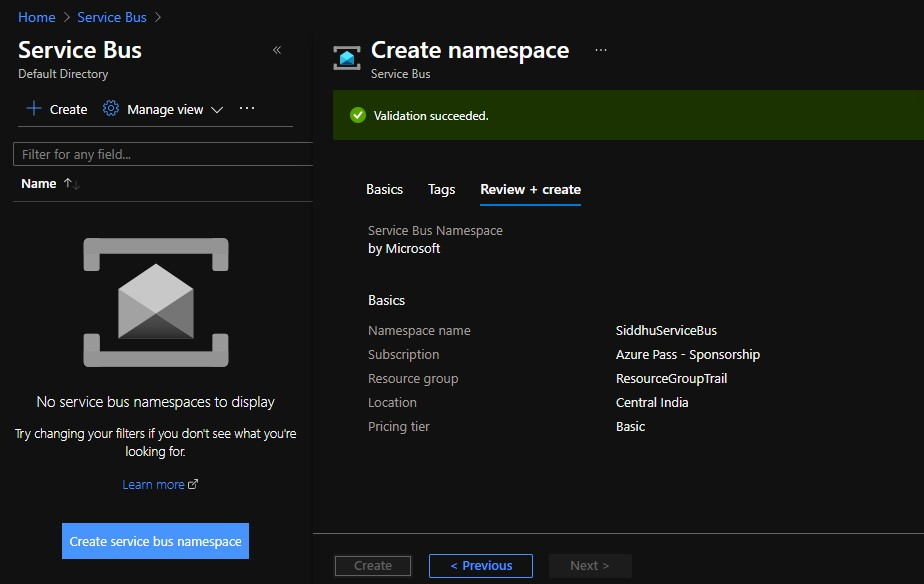 Home > Service Bus >
Service Bus
Default Directory
«
+ Create Manage view ...
Filter for any field...
Name ↑↓
No service bus namespaces to display
Try changing your filters if you don't see what you're
looking for.
Learn more
Create service bus namespace
Create namespace ...
Service Bus
Validation succeeded.
Basics Tags Review + create
Service Bus Namespace
by Microsoft
Basics
Namespace name SiddhuServiceBus
Subscription Azure Pass - Sponsorship
Resource group ResourceGroupTrail
Location Central India
Pricing tier Basic
Create < Previous Next >